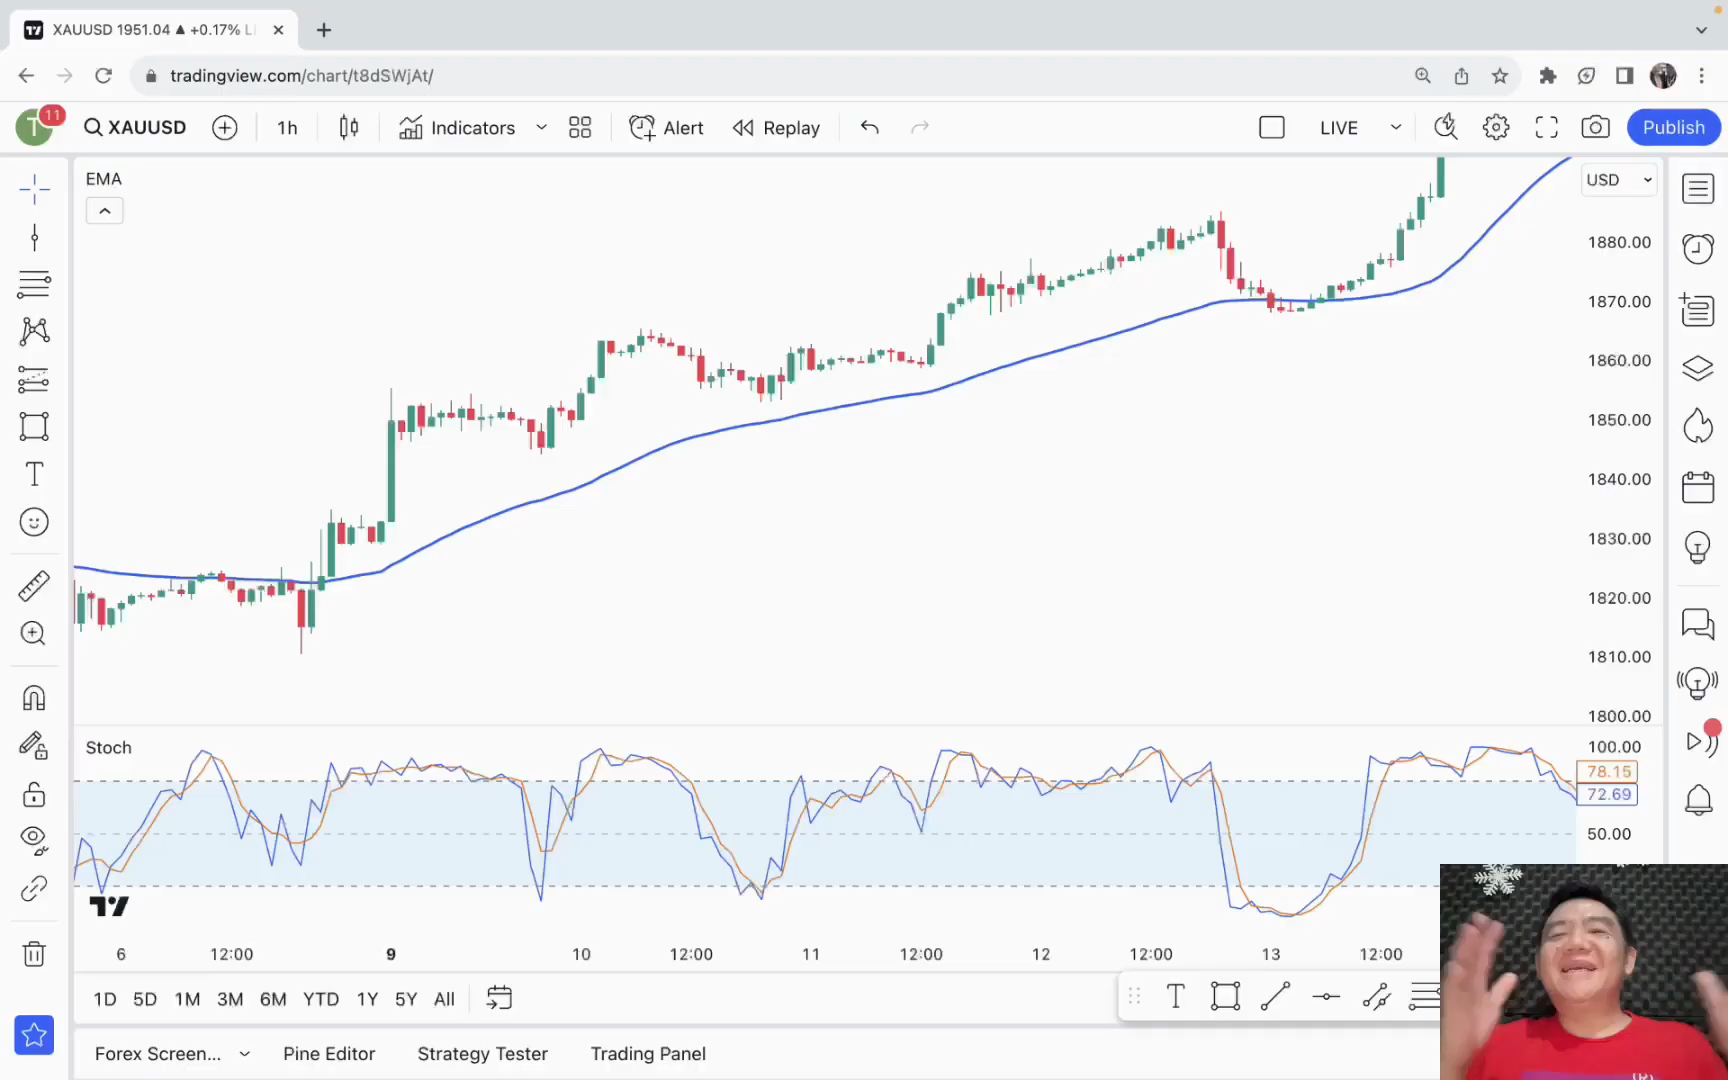 XAUUSD 1951.04 ▲ +0.17% L
tradingview.com/chart/t8dSWjAt/
T
11
XAUUSD
1h
Indicators
Alert
Replay
LIVE
Publish
EMA
USD
1880.00
1870.00
1860.00
1850.00
1840.00
1830.00
1820.00
1810.00
1800.00
Stoch
100.00
78.15
72.69
50.00
6 12:00 9 10 12:00 11 12:00 12 12:00 13 12:00
1D 5D 1M 3M 6M YTD 1Y 5Y All
Forex Screen... Pine Editor Strategy Tester Trading Panel